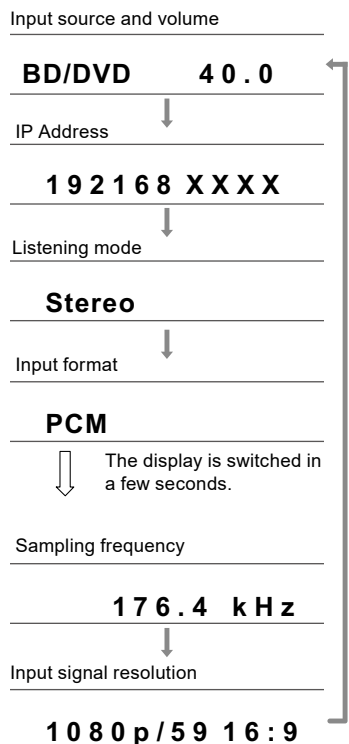 Input source and volume
BD/DVD 40.0
IP Address
192168 XXXX
Listening mode
Stereo
Input format
PCM
The display is switched in
a few seconds.
Sampling frequency
176.4 kHz
Input signal resolution
1080p/59 16:9